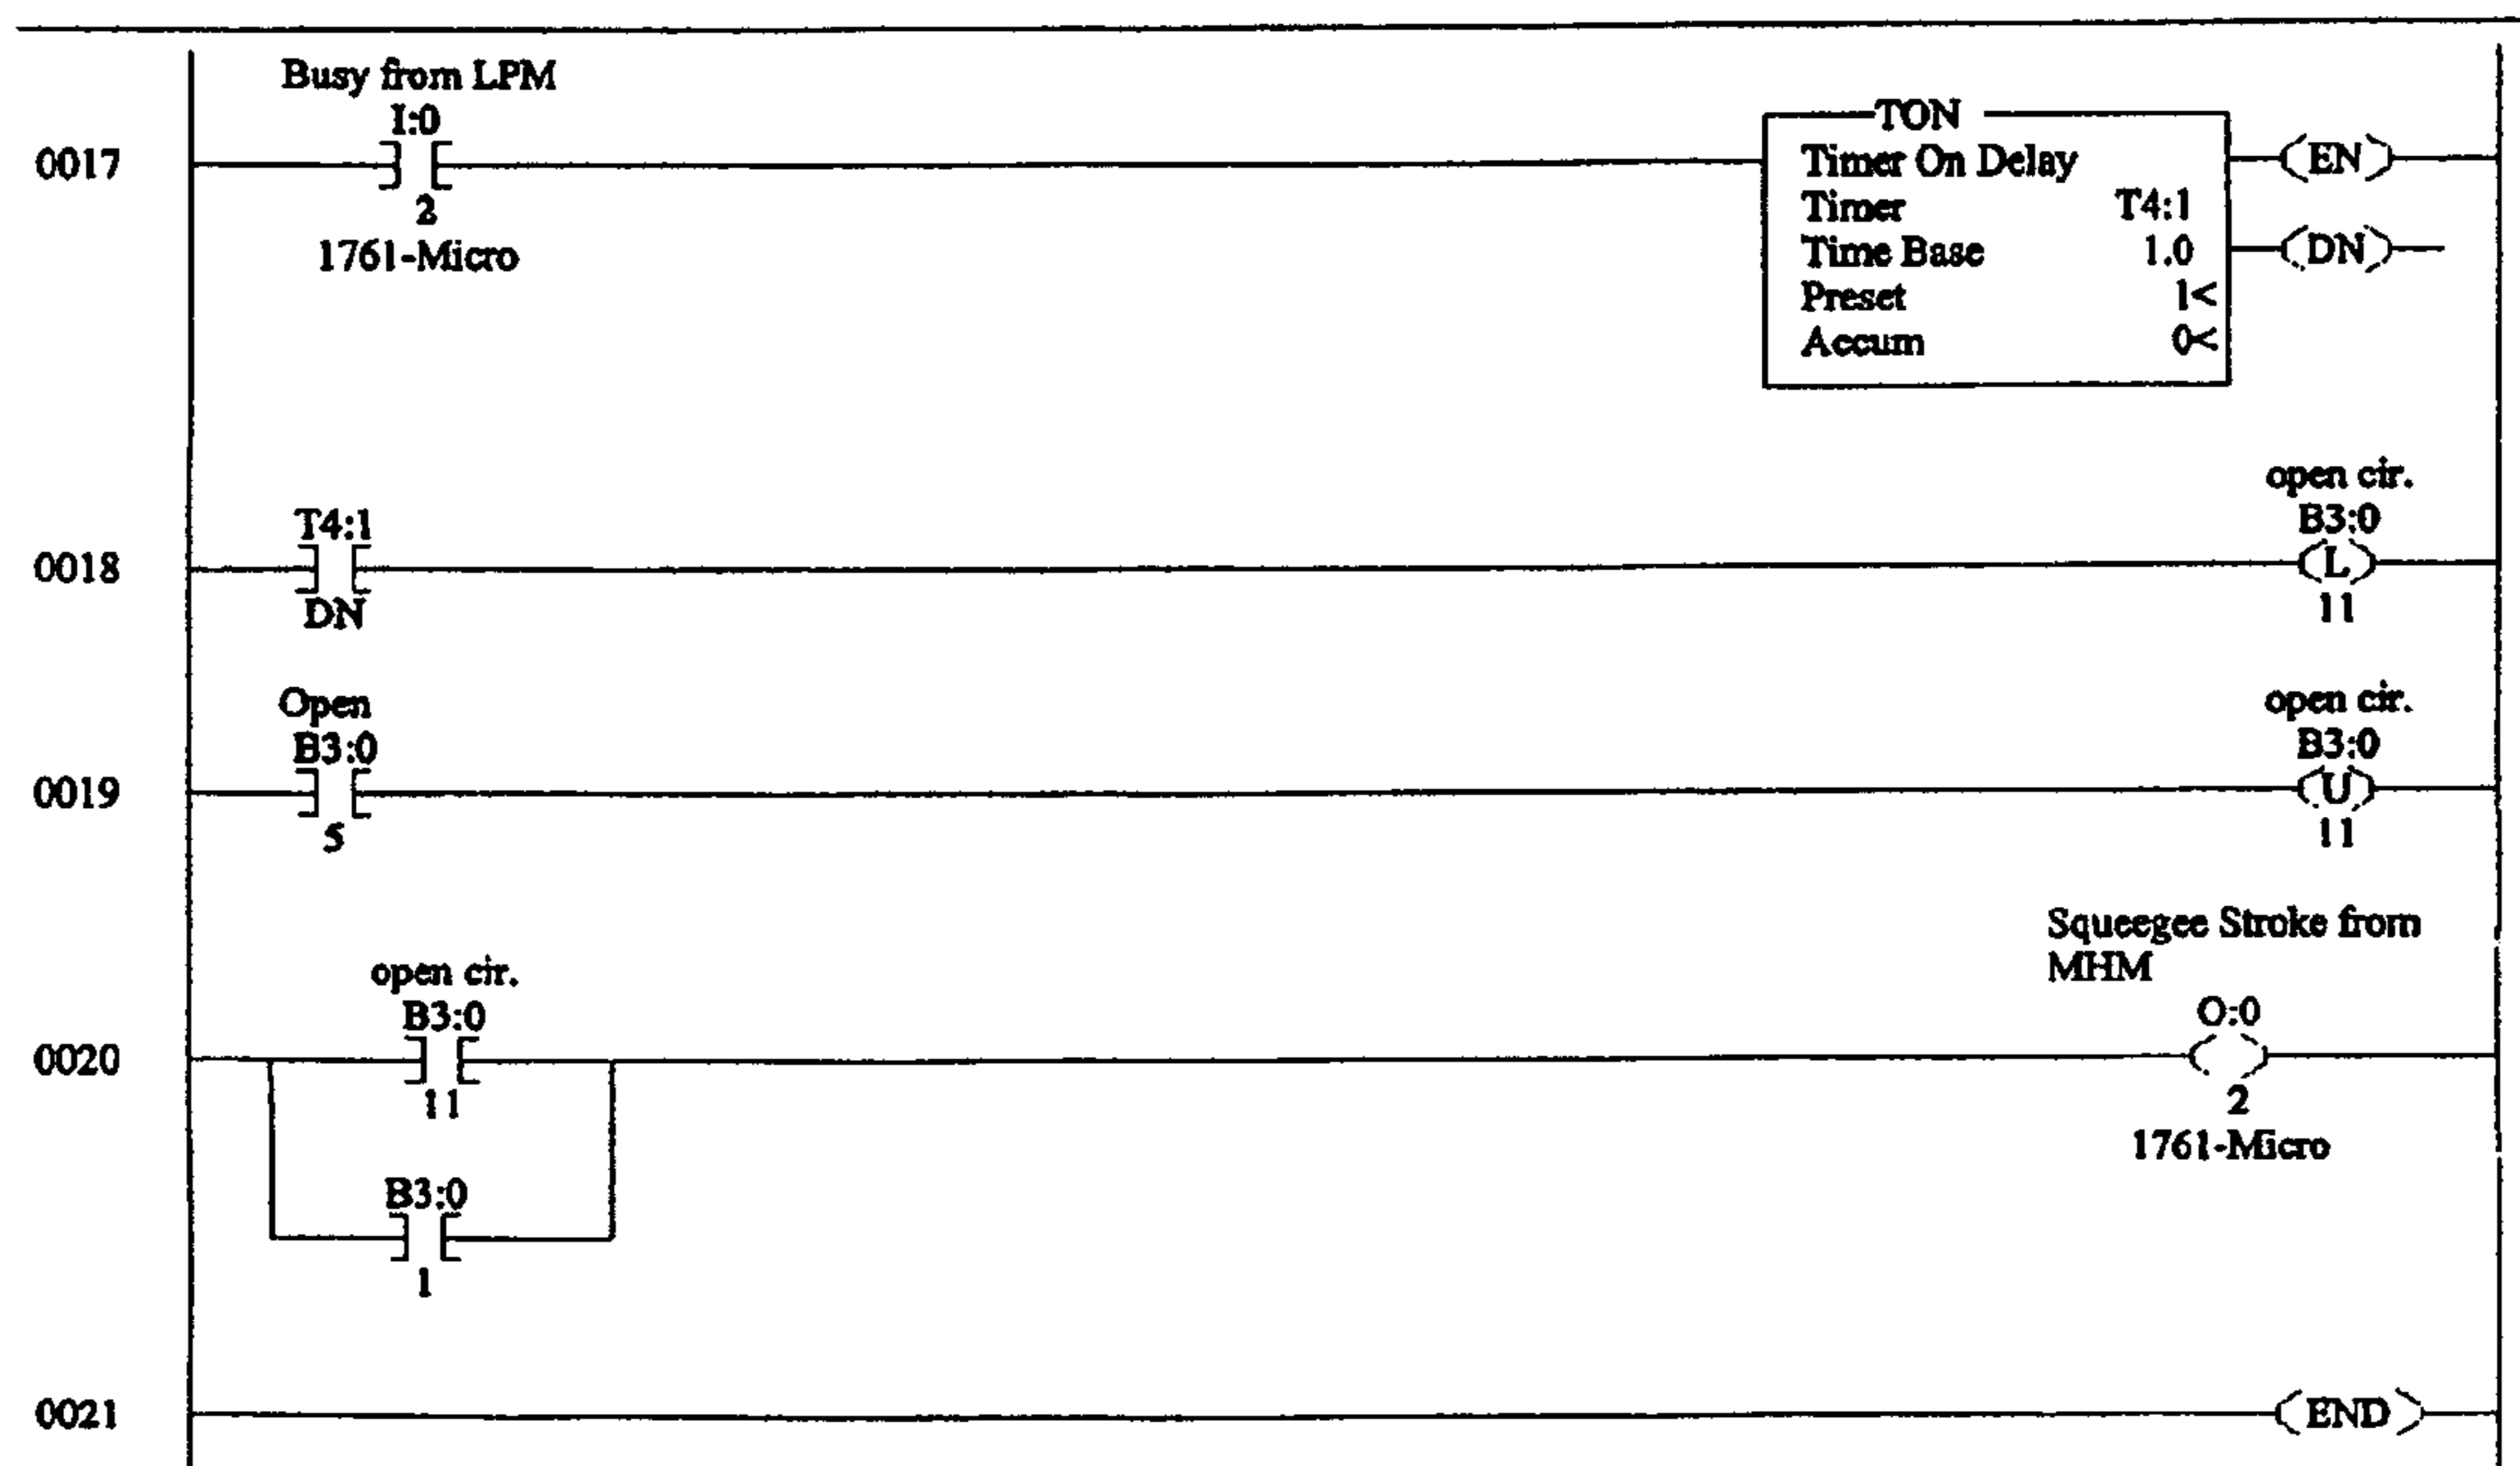 Busy from LPM
I:0
0017
2
1761-Micro
TON
Timer On Delay
Timer T4:1
Time Base 1.0
Preset 1<
Accum 0<
EN
DN
T4:1
0018
DN
open cir.
B3:0
L
11
Open
B3:0
0019
5
open cir.
B3:0
U
11
Squeegee Stroke from
MHM
open cir.
B3:0
0020
11
O:0
2
1761-Micro
B3:0
1
0021
END